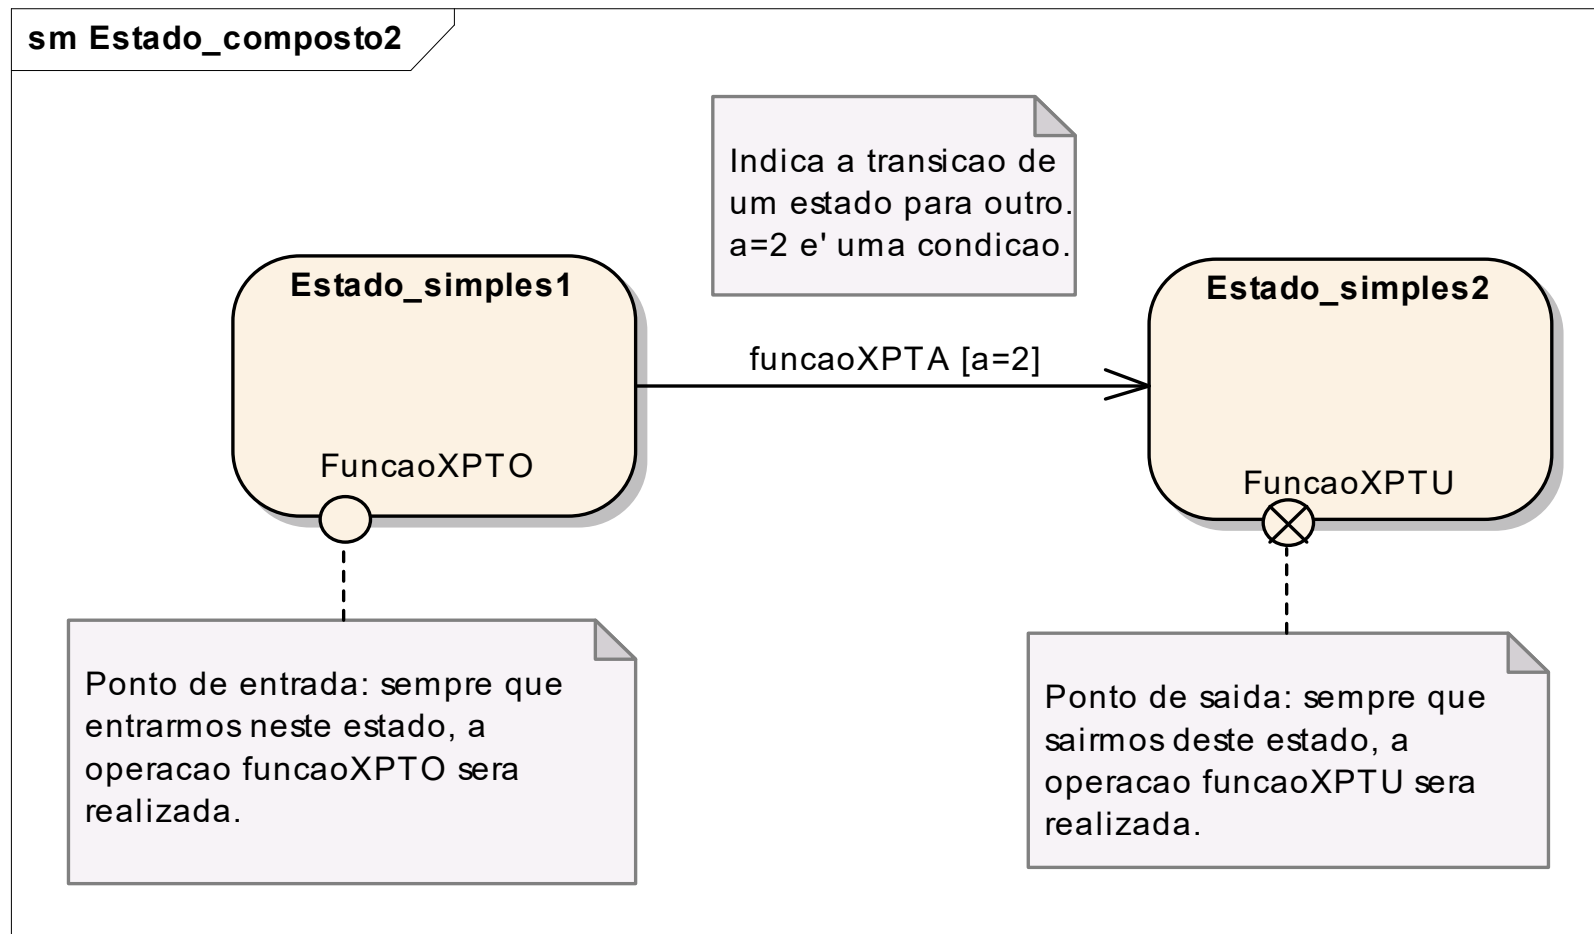 sm Estado_composto2
Indica a transicao de
um estado para outro.
a=2 e' uma condicao.
Estado_simples1
Estado_simples2
funcaoXPTA [a=2]
FuncaoXPTO
FuncaoXPTU
Ponto de entrada: sempre que
entrarmos neste estado, a
operacao funcaoXPTO sera
realizada.
Ponto de saida: sempre que
sairmos deste estado, a
operacao funcaoXPTU sera
realizada.